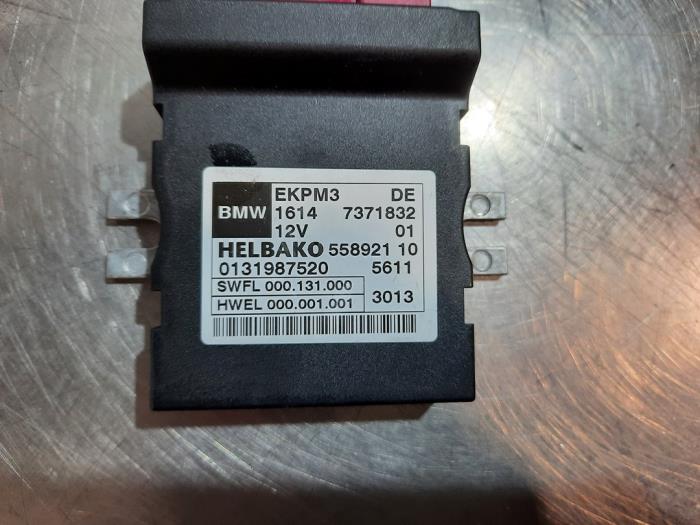 BMW EKPM3 DE
1614 7371832
12V 01
HELBAKO 558921 10
0131987520 5611
SWFL 000.131.000
HWEL 000.001.001 3013